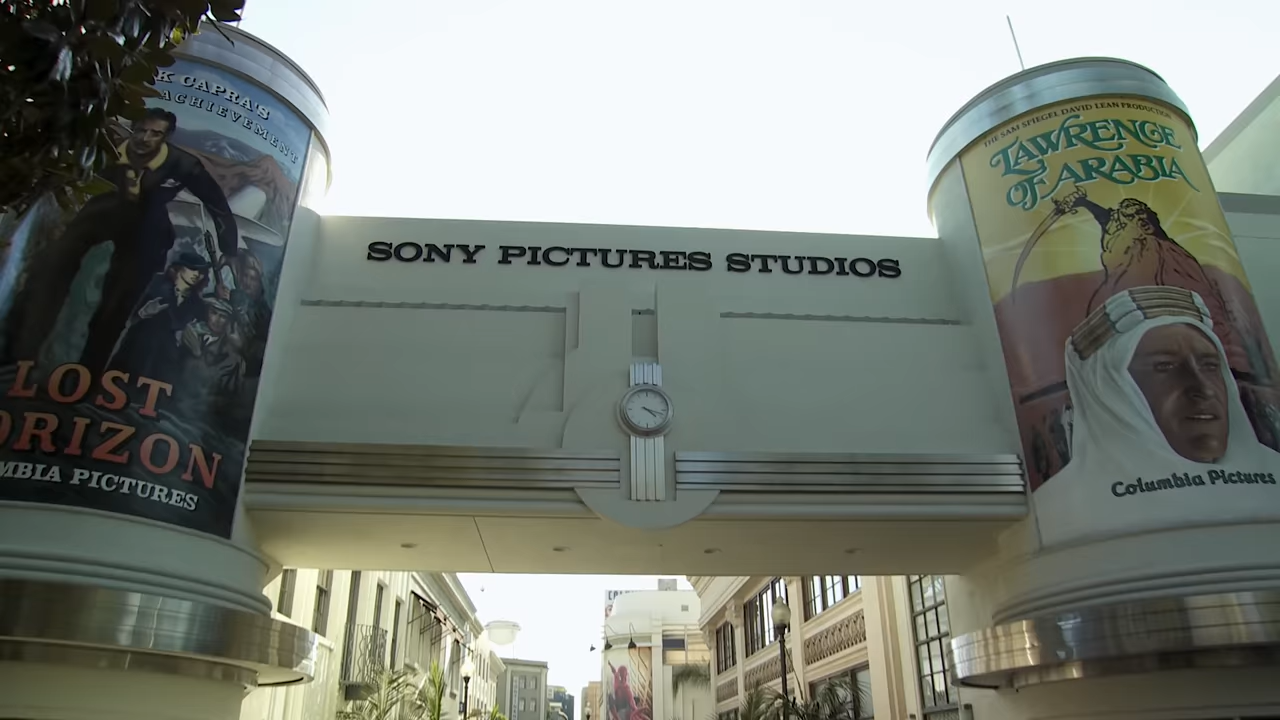 K CAPRA'S
ACHIEVEMENT
LOST
ORIZON
MBIA PICTURES
SONY PICTURES STUDIOS
THE SAM SPIEGEL DAVID LEAN PRODUCTION
LAWRENCE
OF ARABIA
Columbia Pictures